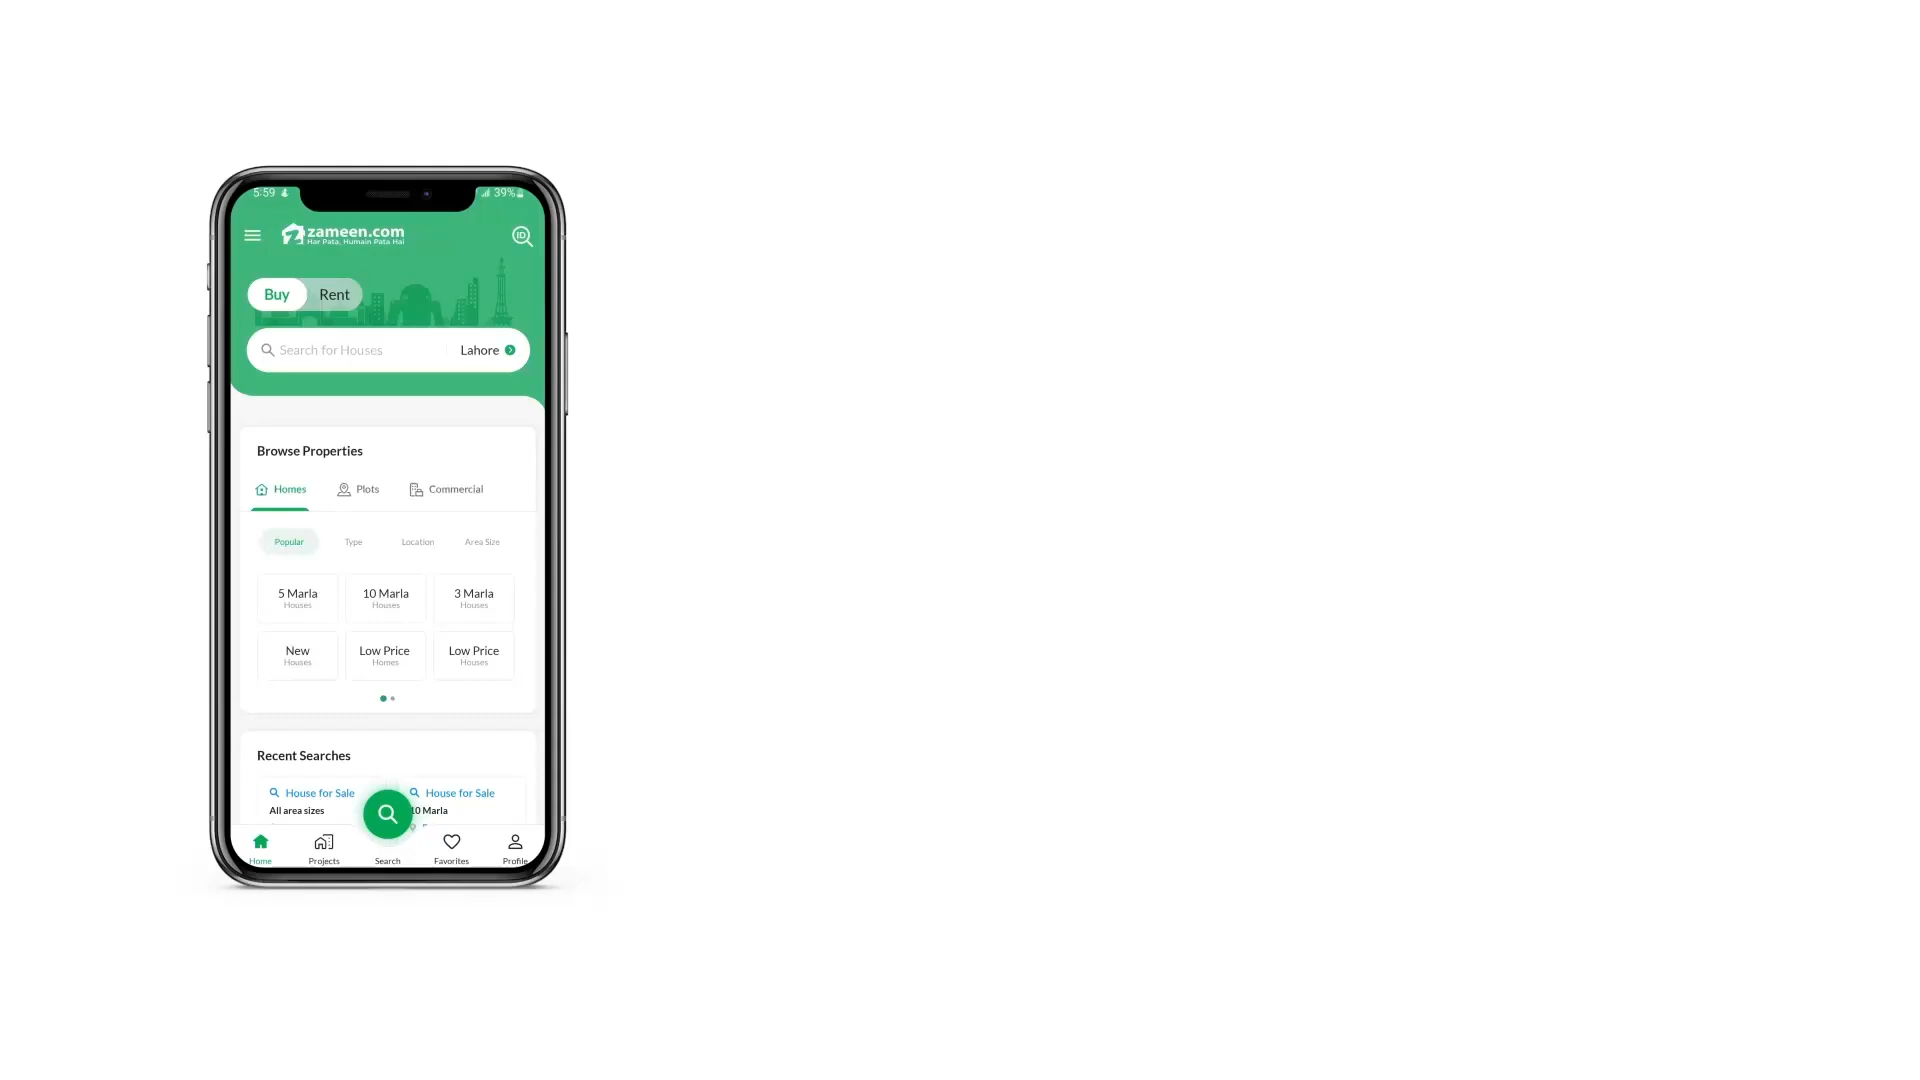 5:59
39%
zameen.com
Har Pata, Humain Pata Hai
ID
Buy Rent
Search for Houses Lahore
Browse Properties
Homes Plots Commercial
Popular Type Location Area Size
5 Marla 10 Marla 3 Marla
Houses Houses Houses
New Low Price Low Price
Houses Homes Houses
Recent Searches
House for Sale House for Sale
All area sizes 10 Marla
Home Projects Search Favorites Profile